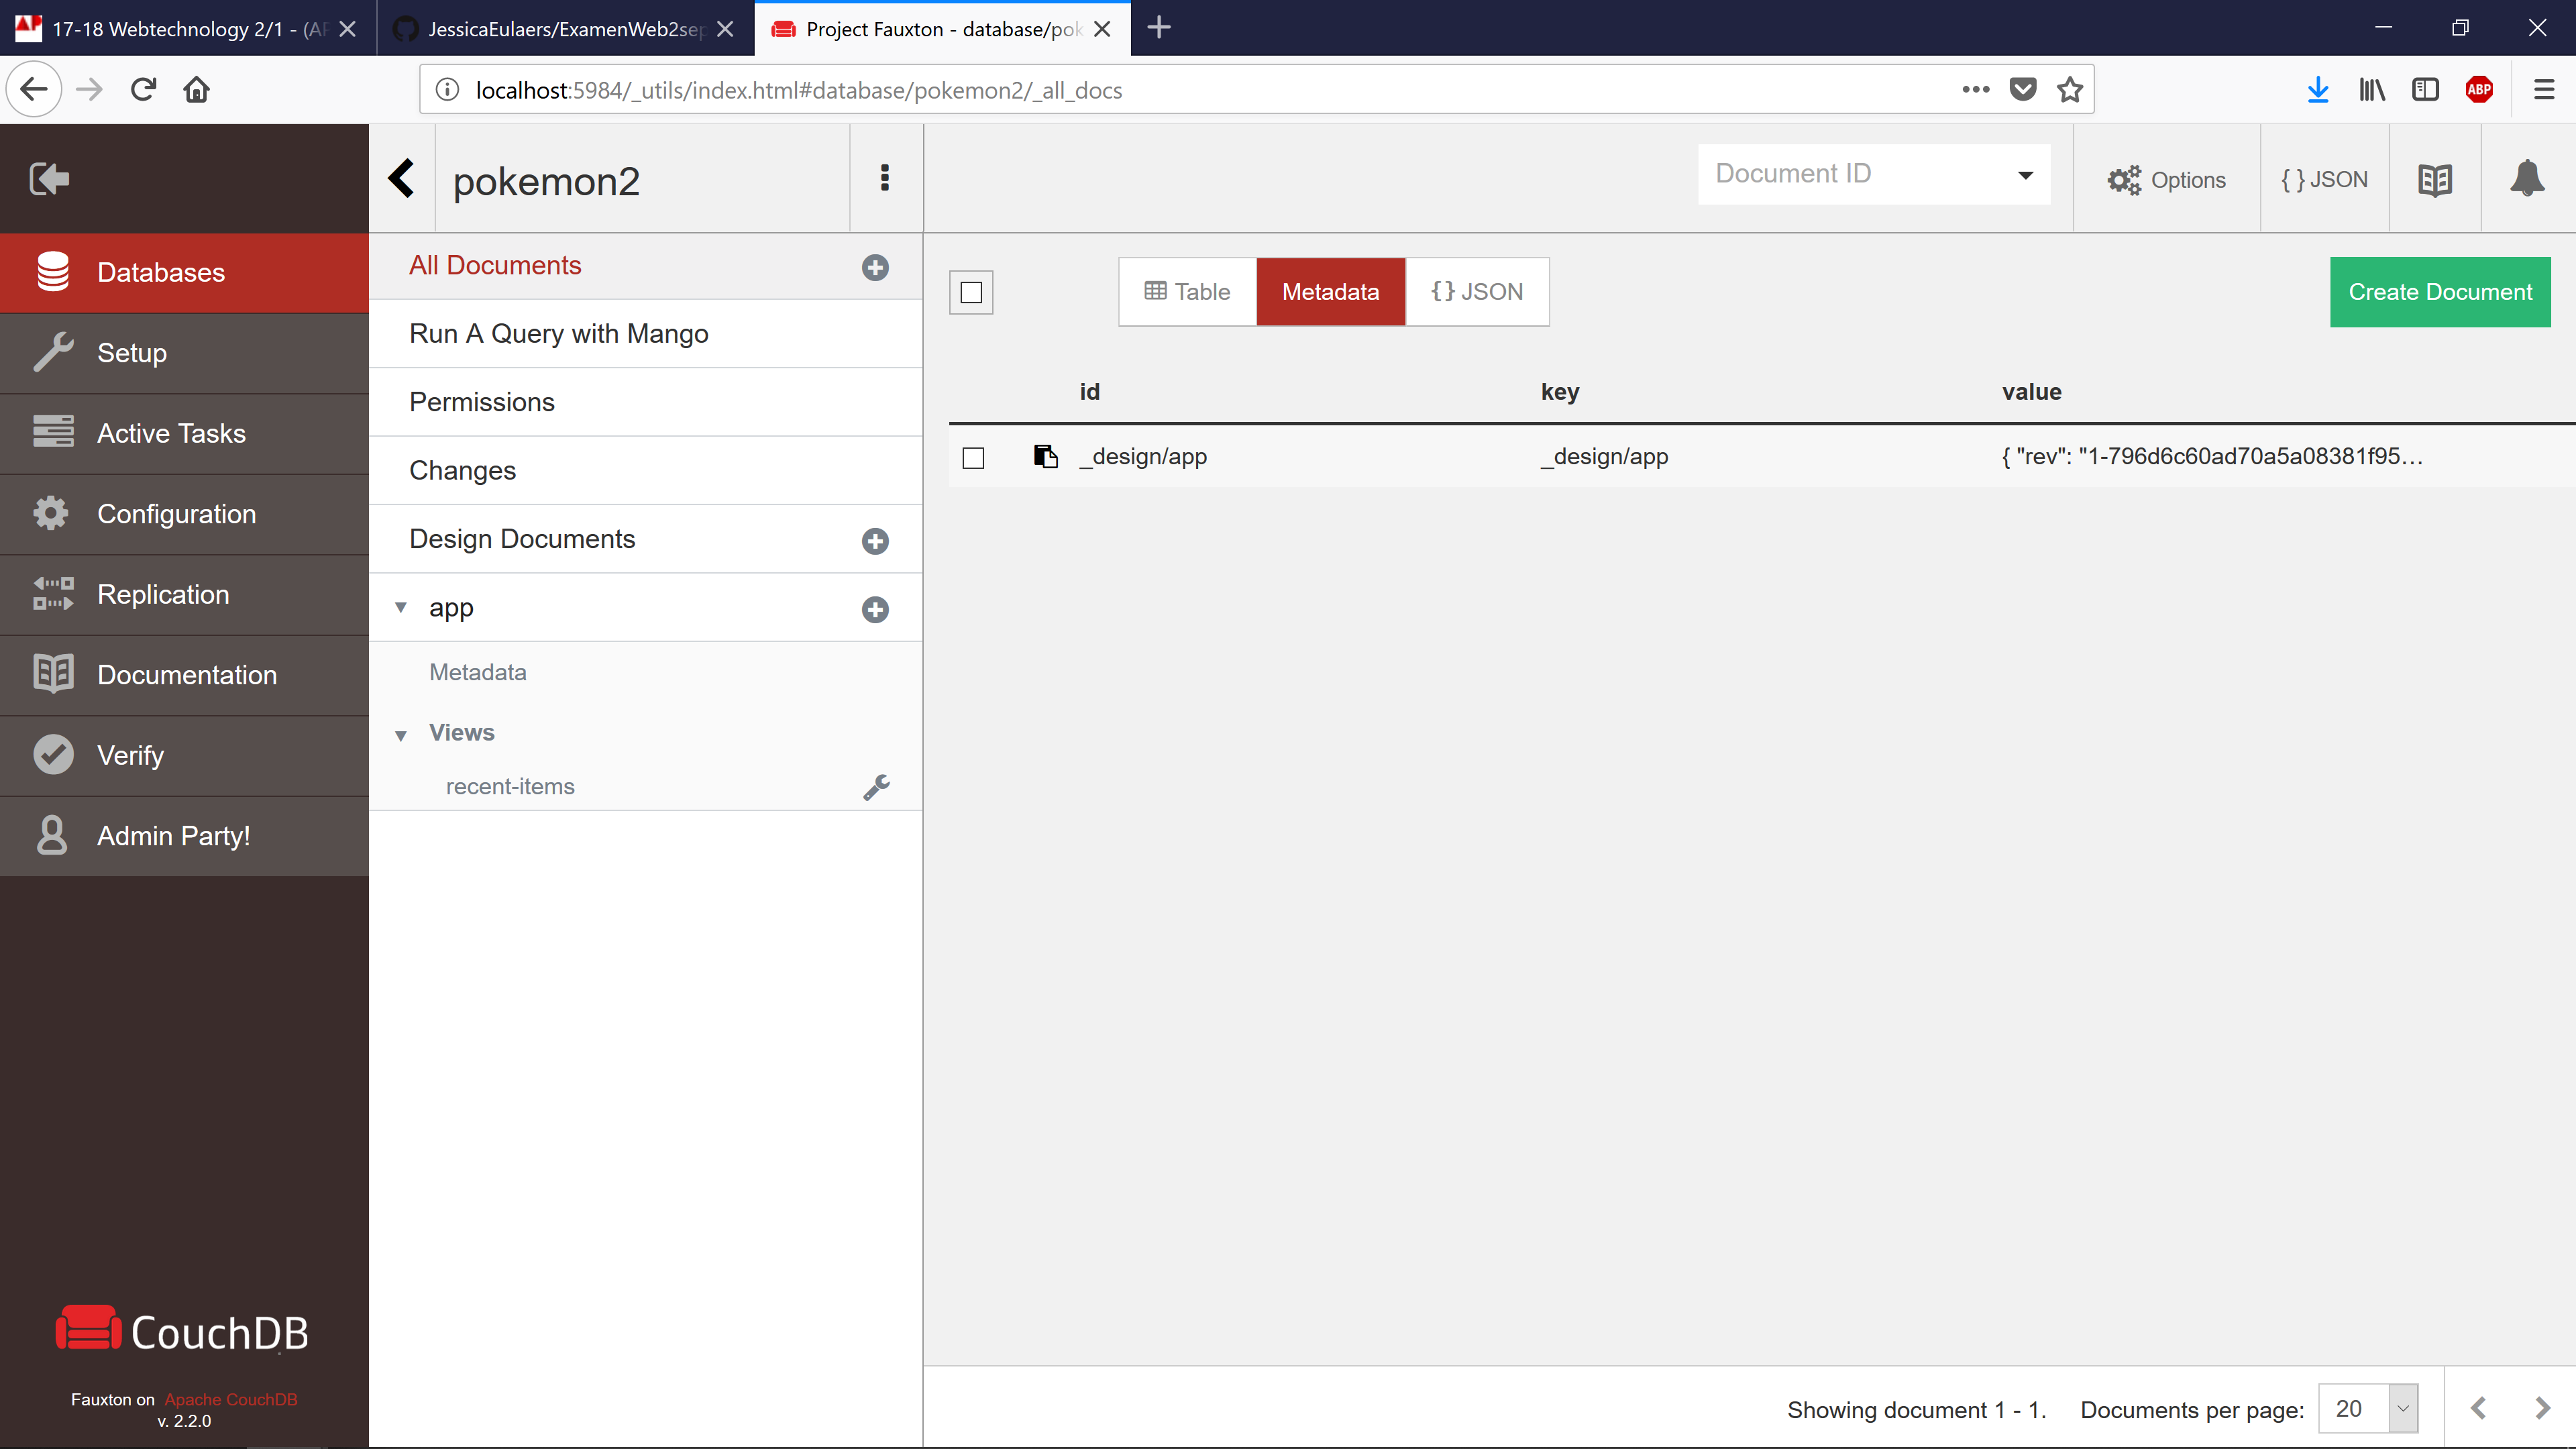 17-18 Webtechnology 2/1 - (AP
JessicaEulaers/ExamenWeb2sep
Project Fauxton - database/pok
localhost:5984/_utils/index.html#database/pokemon2/_all_docs
ABP
pokemon2
Document ID
Options
{ } JSON
Databases
Setup
Active Tasks
Configuration
Replication
Documentation
Verify
Admin Party!
All Documents
Run A Query with Mango
Permissions
Changes
Design Documents
app
Metadata
Views
recent-items
Table
Metadata
{ } JSON
Create Document
id key value
_design/app _design/app { "rev": "1-796d6c60ad70a5a08381f95...
CouchDB
Fauxton on Apache CouchDB
v. 2.2.0
Showing document 1 - 1. Documents per page: 20